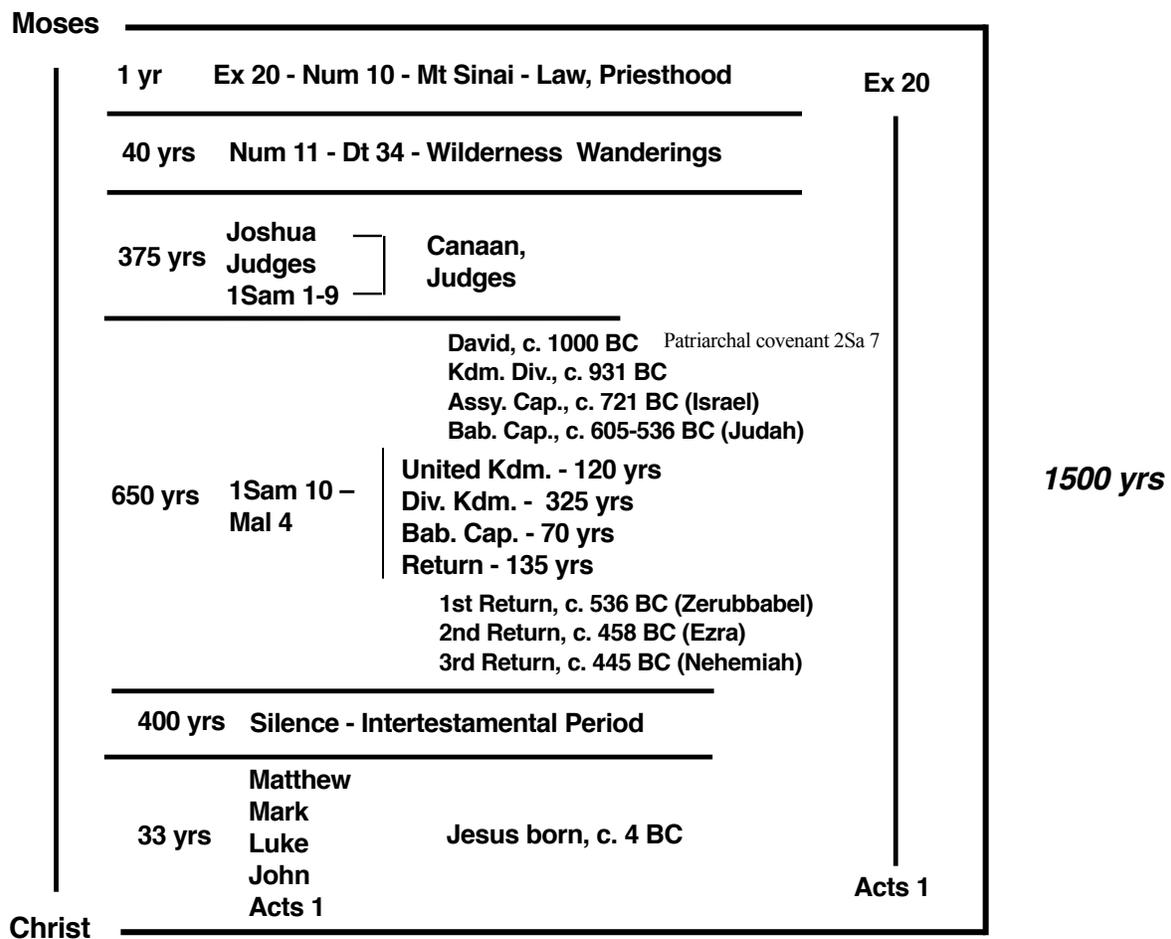 Moses
1 yr Ex 20 - Num 10 - Mt Sinai - Law, Priesthood
Ex 20
40 yrs Num 11 - Dt 34 - Wilderness Wanderings
375 yrs
Joshua
Judges
1Sam 1-9
Canaan,
Judges
David, c. 1000 BC Patriarchal covenant 2Sa 7
Kdm. Div., c. 931 BC
Assy. Cap., c. 721 BC (Israel)
Bab. Cap., c. 605-536 BC (Judah)
650 yrs
1Sam 10 –
Mal 4
United Kdm. - 120 yrs
Div. Kdm. - 325 yrs
Bab. Cap. - 70 yrs
Return - 135 yrs
1500 yrs
1st Return, c. 536 BC (Zerubbabel)
2nd Return, c. 458 BC (Ezra)
3rd Return, c. 445 BC (Nehemiah)
400 yrs Silence - Intertestamental Period
33 yrs
Matthew
Mark
Luke
John
Acts 1
Jesus born, c. 4 BC
Acts 1
Christ